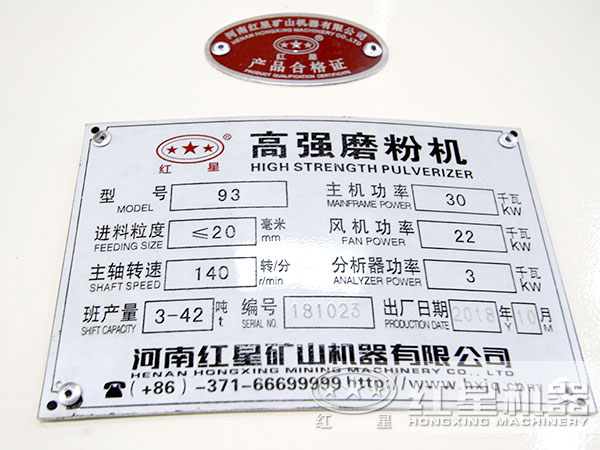 河南红星矿山机器有限公司
HENAN HONGXING MACHINERY CO.,LTD
红 星
产品合格证
PRODUCT QUALIFICATION CERTIFICATE
红 星 ® 高强磨粉机
HIGH STRENGTH PULVERIZER
型 号 93 主机功率 30 千瓦
MODEL MAINFRAME POWER KW
进料粒度 ≤20 毫米 风机功率 22 千瓦
FEEDING SIZE mm FAN POWER KW
主轴转速 140 转/分 分析器功率 3 千瓦
SHAFT SPEED r/min ANALYZER POWER KW
班产量 3-42 吨 编号 181023 出厂日期 2018 年 10 月
SHIFT CAPACITY t SERIAL NO. PRODUCTION DATE Y M
河南红星矿山机器有限公司
HENAN HONGXING MINING MACHINERY CO.,LTD
☎(+86)-371-66699999 http://www.hxjq.com
红 星 红星机器
HONGXING MACHINERY